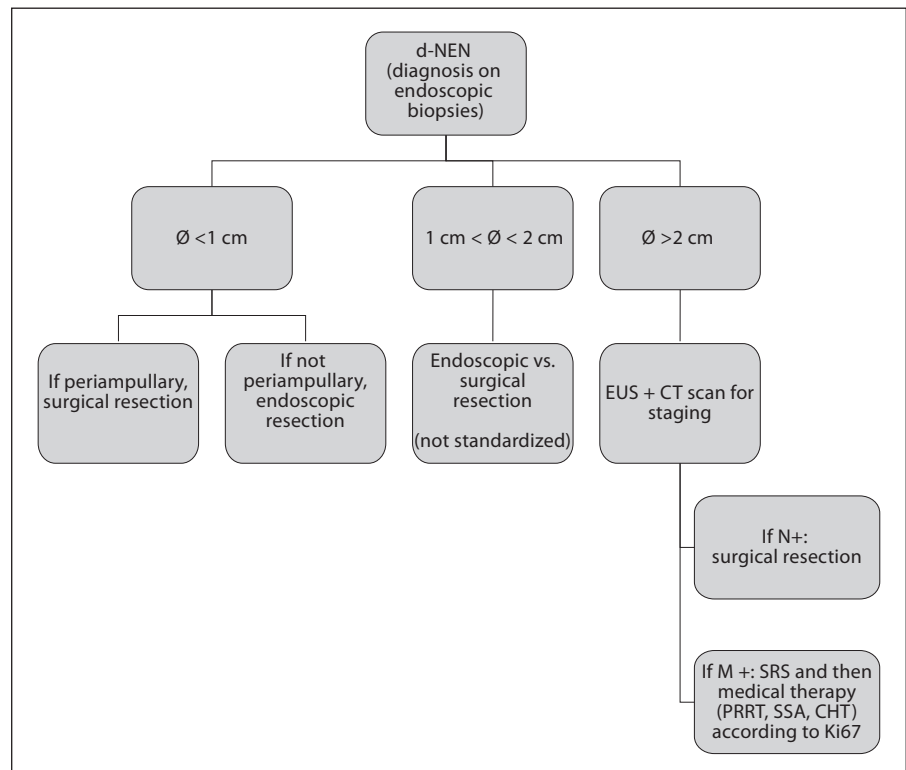 d-NEN
(diagnosis on
endoscopic
biopsies)
Ø <1 cm
1 cm < Ø < 2 cm
Ø >2 cm
If periampullary,
surgical resection
If not
periampullary,
endoscopic
resection
Endoscopic vs.
surgical
resection
(not standardized)
EUS + CT scan for
staging
If N+:
surgical resection
If M +: SRS and then
medical therapy
(PRRT, SSA, CHT)
according to Ki67